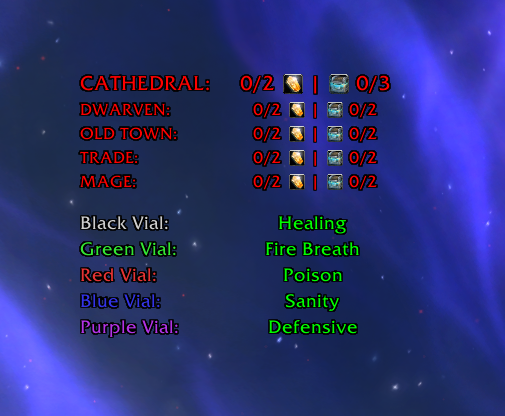 CATHEDRAL: 0/2 | 0/3
DWARVEN: 0/2 | 0/2
OLD TOWN: 0/2 | 0/2
TRADE: 0/2 | 0/2
MAGE: 0/2 | 0/2
Black Vial: Healing
Green Vial: Fire Breath
Red Vial: Poison
Blue Vial: Sanity
Purple Vial: Defensive